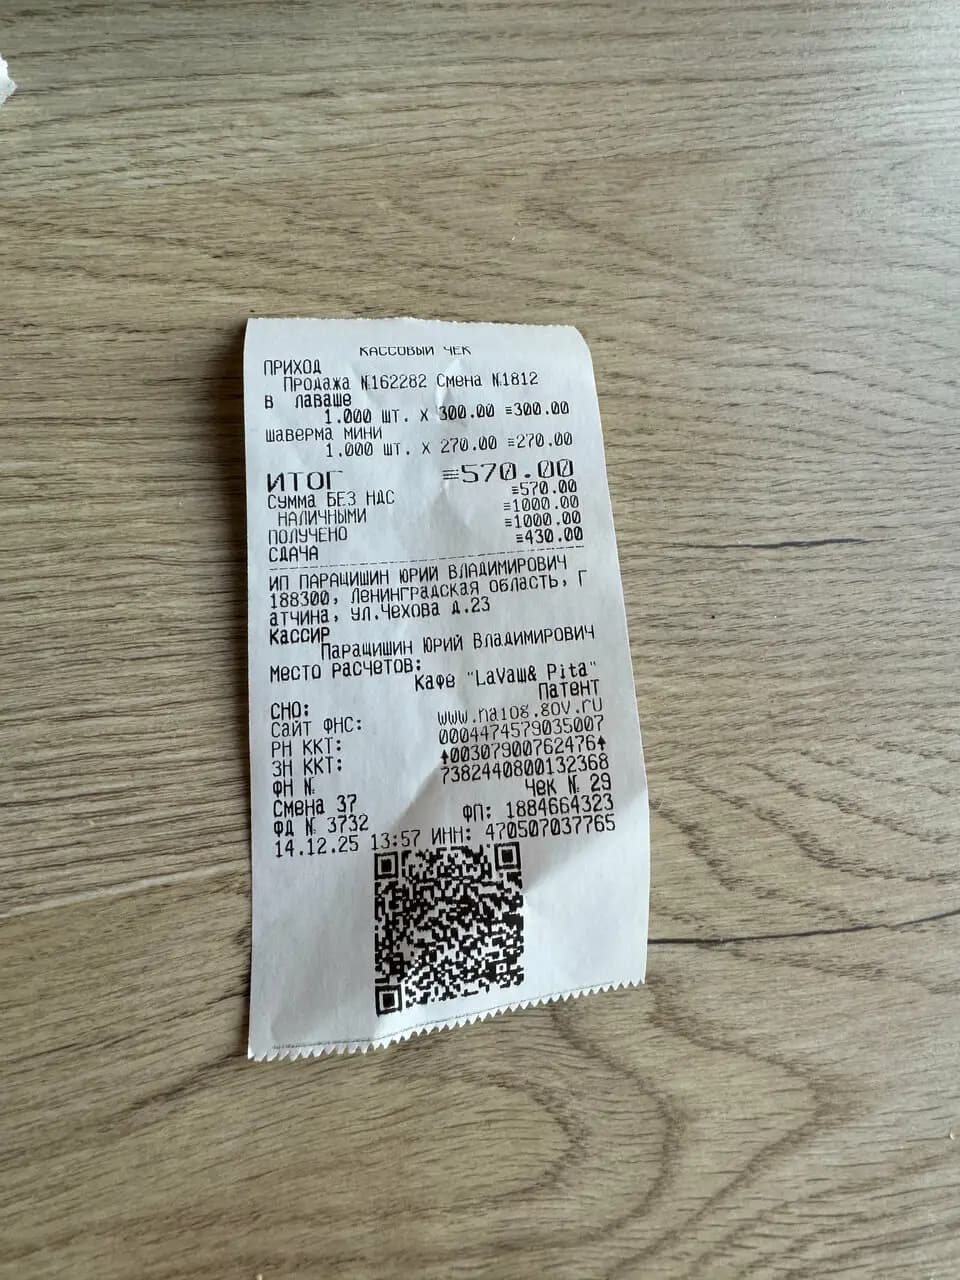 КАССОВЫЙ ЧЕК
ПРИХОД
Продажа №162282 Смена №1812
В лаваше
1.000 шт. X 300.00 ≡300.00
шаверма мини
1.000 шт. X 270.00 ≡270.00
ИТОГ ≡570.00
СУММА БЕЗ НДС ≡570.00
НАЛИЧНЫМИ ≡1000.00
ПОЛУЧЕНО ≡1000.00
СДАЧА ≡430.00
ИП ПАРАЩИШИН ЮРИЙ ВЛАДИМИРОВИЧ
188300, Ленинградская область, Г
атчина, ул.Чехова д.23
Кассир
Паращишин Юрий Владимирович
Место расчетов:
Кафе "Lаvаш& Pita"
СНО: Патент
Сайт ФНС: www.nalog.gov.ru
РН ККТ: 0004474579035007
ЗН ККТ: ↑00307900762476↑
ФН № 7382440800132368
Смена 37 Чек № 29
ФД № 3732 ФП: 1884664323
14.12.25 13:57 ИНН: 470507037765